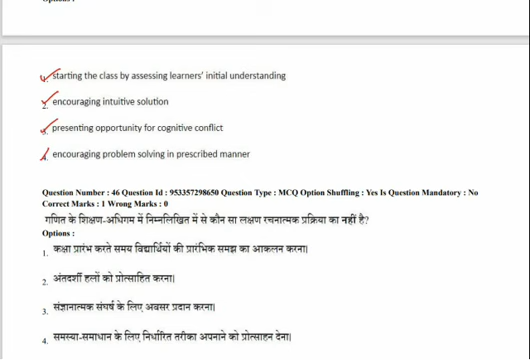 starting the class by assessing learners' initial understanding
2. encouraging intuitive solution
3. presenting opportunity for cognitive conflict
4. encouraging problem solving in prescribed manner
Question Number : 46 Question Id : 953357298650 Question Type : MCQ Option Shuffling : Yes Is Question Mandatory : No
Correct Marks : 1 Wrong Marks : 0
गणित के शिक्षण-अधिगम में निम्नलिखित में से कौन सा लक्षण रचनात्मक प्रक्रिया का नहीं है?
Options :
1. कक्षा प्रारंभ करते समय विद्यार्थियों की प्रारंभिक समझ का आकलन करना।
2. अंतदर्शी हलों को प्रोत्साहित करना।
3. संज्ञानात्मक संघर्ष के लिए अवसर प्रदान करना।
4. समस्या-समाधान के लिए निर्धारित तरीका अपनाने को प्रोत्साहन देना।